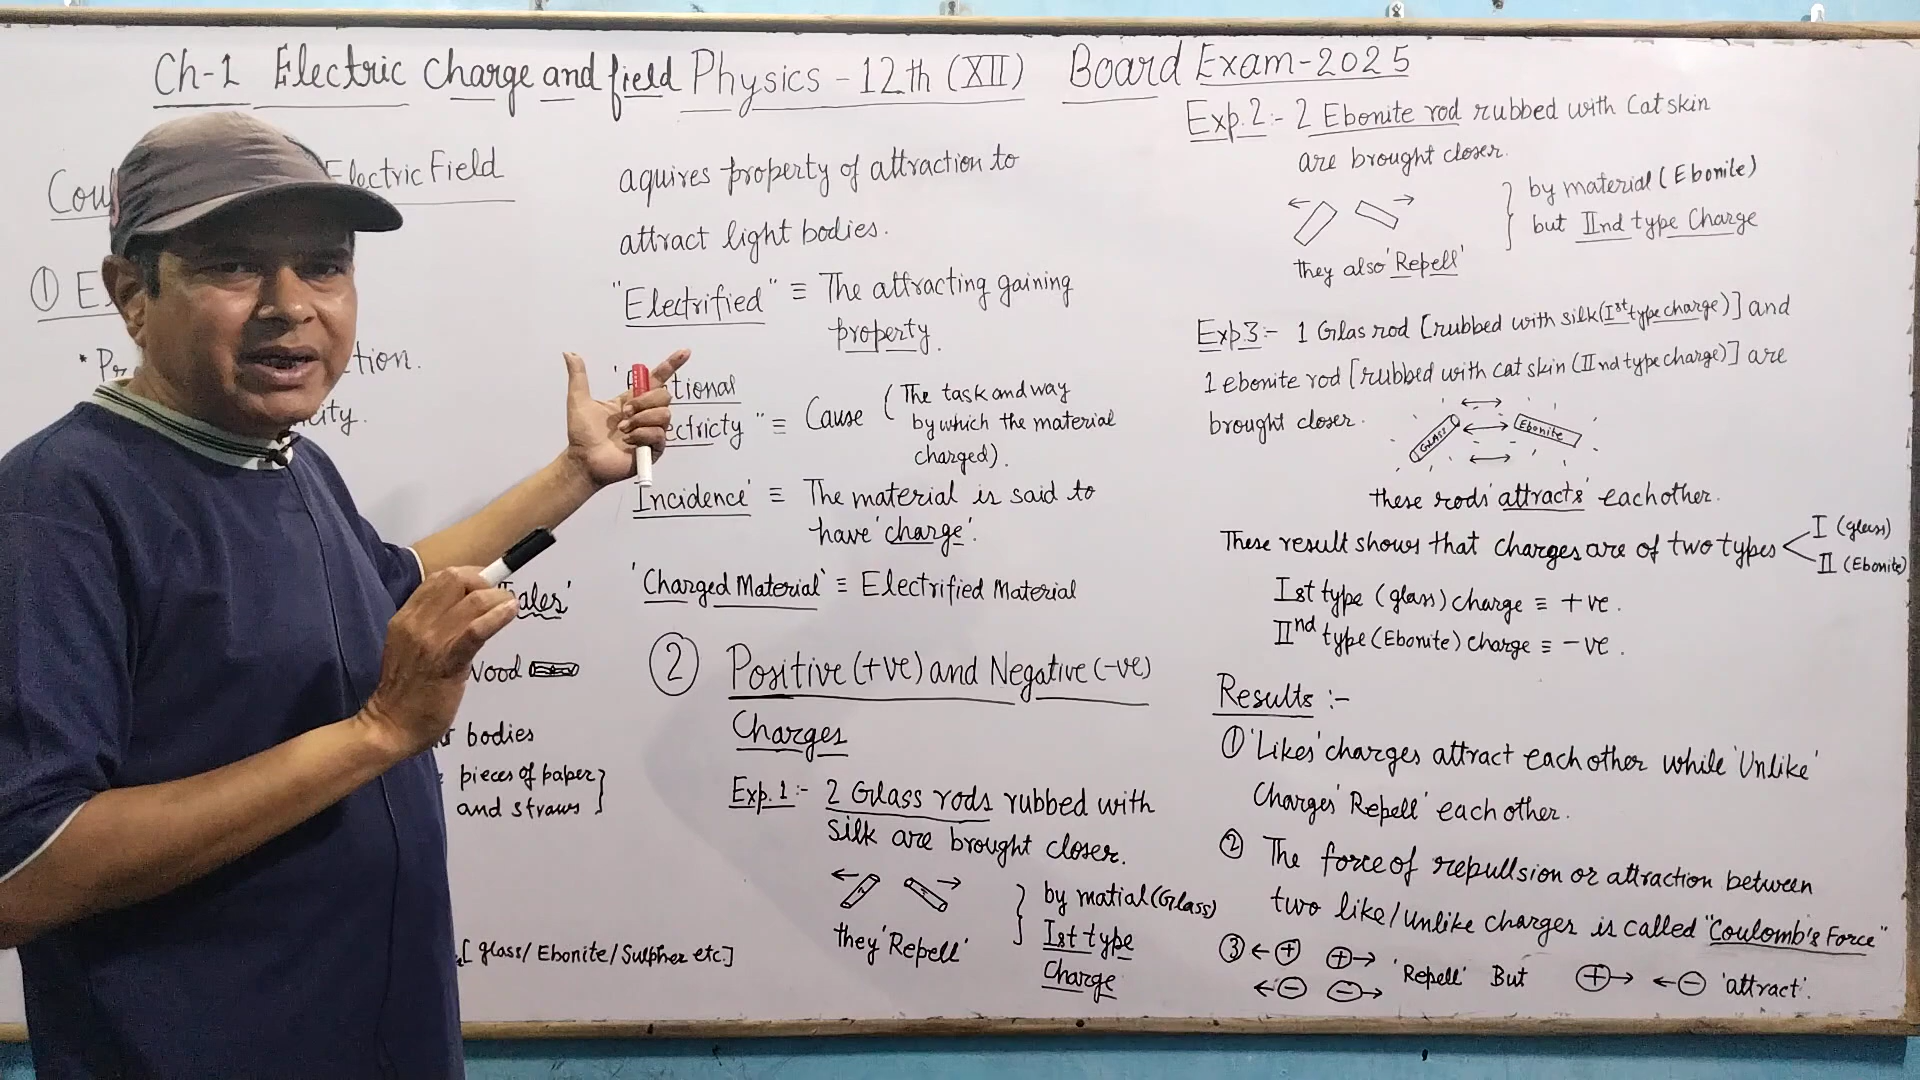 Ch-1 Electric Charge and field Physics - 12th (XII) Board Exam-2025
Electric Field
① E
* Pr tion.
city.
Tales'
Wood
bodies
pieces of paper
and straws
[glass/Ebonite/Sulpher etc.]
aquires property of attraction to
attract light bodies.
"Electrified" ≡ The attracting gaining
property.
tional
ectricty" ≡ Cause (The task and way
by which the material
charged).
'Incidence' ≡ The material is said to
have 'charge'.
'Charged Material' ≡ Electrified Material
② Positive (+ve) and Negative (-ve)
Charges
Exp. 1:- 2 Glass rods rubbed with
silk are brought closer.
they 'Repell'
} by matial (Glass)
Ist type
Charge
Exp. 2:- 2 Ebonite rod rubbed with Cat skin
are brought closer.
they also 'Repell'
} by material (Ebonite)
but IInd type Charge
Exp.3:- 1 Glas rod [rubbed with silk (Ist type charge)] and
1 ebonite rod [rubbed with cat skin (IInd type charge)] are
brought closer.
GLASS Ebonite
these rods 'attracts' eachother.
These result shows that charges are of two types < I (glass)
II (Ebonite)
Ist type (glass) charge ≡ +ve.
IInd type (Ebonite) charge ≡ -ve.
Results :-
① 'Likes' charges attract each other while 'Unlike'
Charges 'Repell' each other.
② The force of repullsion or attraction between
two like/unlike charges is called "Coulomb's Force"
③ ←⊕ ⊕→ 'Repell' But ⊕→ ←⊖ 'attract'.
←⊖ ⊖→